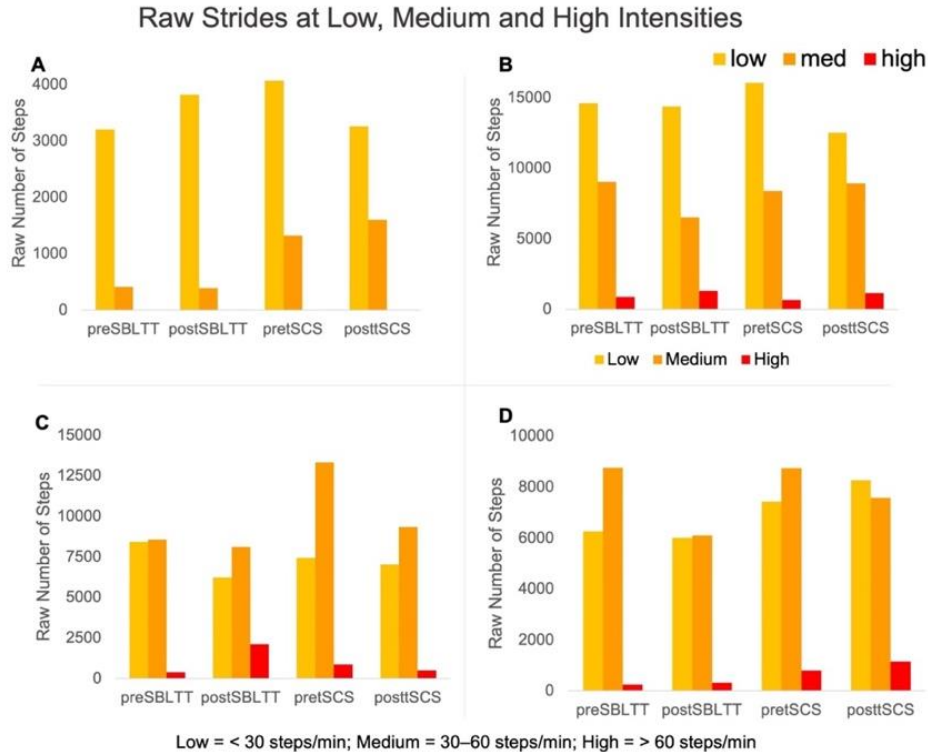 Raw Strides at Low, Medium and High Intensities
A
Raw Number of Steps
4000
3000
2000
1000
0
preSBLTT postSBLTT pretSCS posttSCS
B
low med high
Raw Number of Steps
15000
10000
5000
0
preSBLTT postSBLTT pretSCS posttSCS
Low Medium High
C
Raw Number of Steps
15000
12500
10000
7500
5000
2500
0
preSBLTT postSBLTT pretSCS posttSCS
D
Raw Number of Steps
10000
8000
6000
4000
2000
0
preSBLTT postSBLTT pretSCS posttSCS
Low = < 30 steps/min; Medium = 30–60 steps/min; High = > 60 steps/min